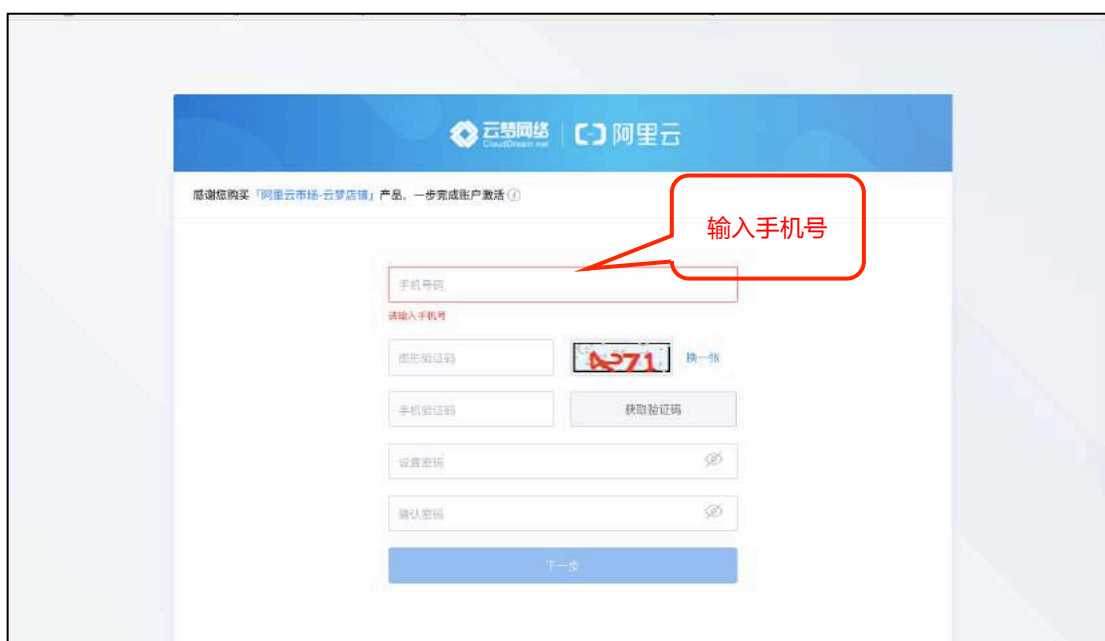 云梦网络
CloudDream.net
阿里云
感谢您购买「阿里云市场-云梦店铺」产品，一步完成账户激活
输入手机号
手机号码
请输入手机号
图形验证码
换一张
手机验证码
获取验证码
设置密码
确认密码
下一步